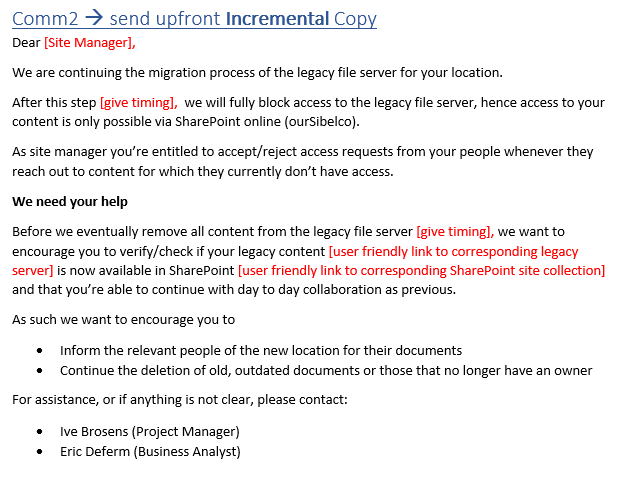 Comm2 → send upfront Incremental Copy
Dear [Site Manager],
We are continuing the migration process of the legacy file server for your location.
After this step [give timing],  we will fully block access to the legacy file server, hence access to your
content is only possible via SharePoint online (ourSibelco).
As site manager you're entitled to accept/reject access requests from your people whenever they
reach out to content for which they currently don't have access.
We need your help
Before we eventually remove all content from the legacy file server [give timing], we want to
encourage you to verify/check if your legacy content [user friendly link to corresponding legacy
server] is now available in SharePoint [user friendly link to corresponding SharePoint site collection]
and that you're able to continue with day to day collaboration as previous.
As such we want to encourage you to
• Inform the relevant people of the new location for their documents
• Continue the deletion of old, outdated documents or those that no longer have an owner
For assistance, or if anything is not clear, please contact:
• Ive Brosens (Project Manager)
• Eric Deferm (Business Analyst)